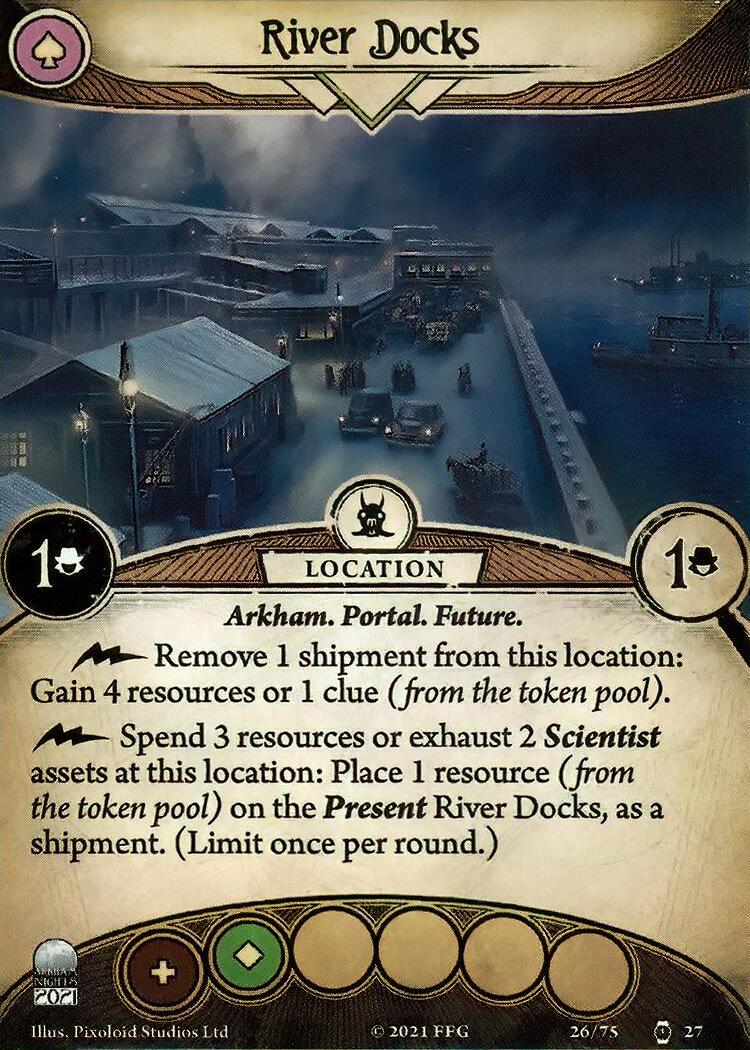 River Docks
1
1
LOCATION
Arkham. Portal. Future.
Remove 1 shipment from this location:
Gain 4 resources or 1 clue (from the token pool).
Spend 3 resources or exhaust 2 Scientist
assets at this location: Place 1 resource (from
the token pool) on the Present River Docks, as a
shipment. (Limit once per round.)
ARKHAM
NIGHTS
2021
Illus. Pixoloid Studios Ltd
© 2021 FFG
26/75
27